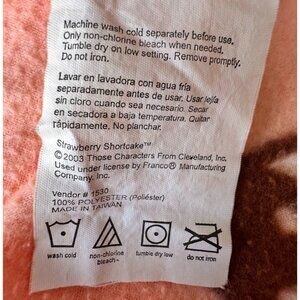 Machine wash cold separately before use.
Only non-chlorine bleach when needed.
Tumble dry on low setting. Remove promptly.
Do not iron.
Lavar en lavadora con agua fría
separadamente antes de usar. Usar lejía
sin cloro cuando sea necesario. Secar
en secadora a baja temperatura. Quitar
rápidamente. No planchar.
Strawberry Shortcake™
©2003 Those Characters From Cleveland, Inc.
Used under license by Franco® Manufacturing
Company, Inc.
Vendor # 1530
100% POLYESTER (Poliéster)
MADE IN TAIWAN
wash cold
non-chlorine bleach
tumble dry low
do not iron